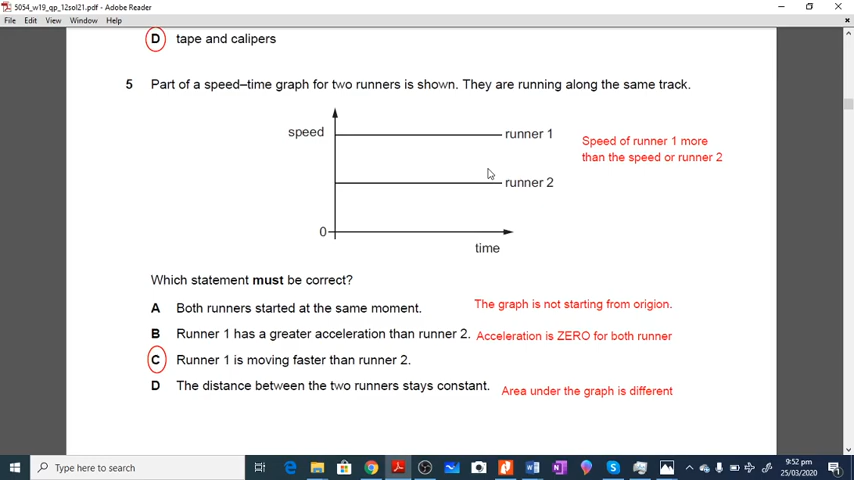 5054_w19_qp_12sol21.pdf - Adobe Reader
File Edit View Window Help
D tape and calipers
5 Part of a speed–time graph for two runners is shown. They are running along the same track.
speed
runner 1
Speed of runner 1 more
than the speed or runner 2
runner 2
0
time
Which statement must be correct?
A Both runners started at the same moment.
The graph is not starting from origion.
B Runner 1 has a greater acceleration than runner 2.
Acceleration is ZERO for both runner
C Runner 1 is moving faster than runner 2.
D The distance between the two runners stays constant.
Area under the graph is different
Type here to search
9:52 pm
25/03/2020